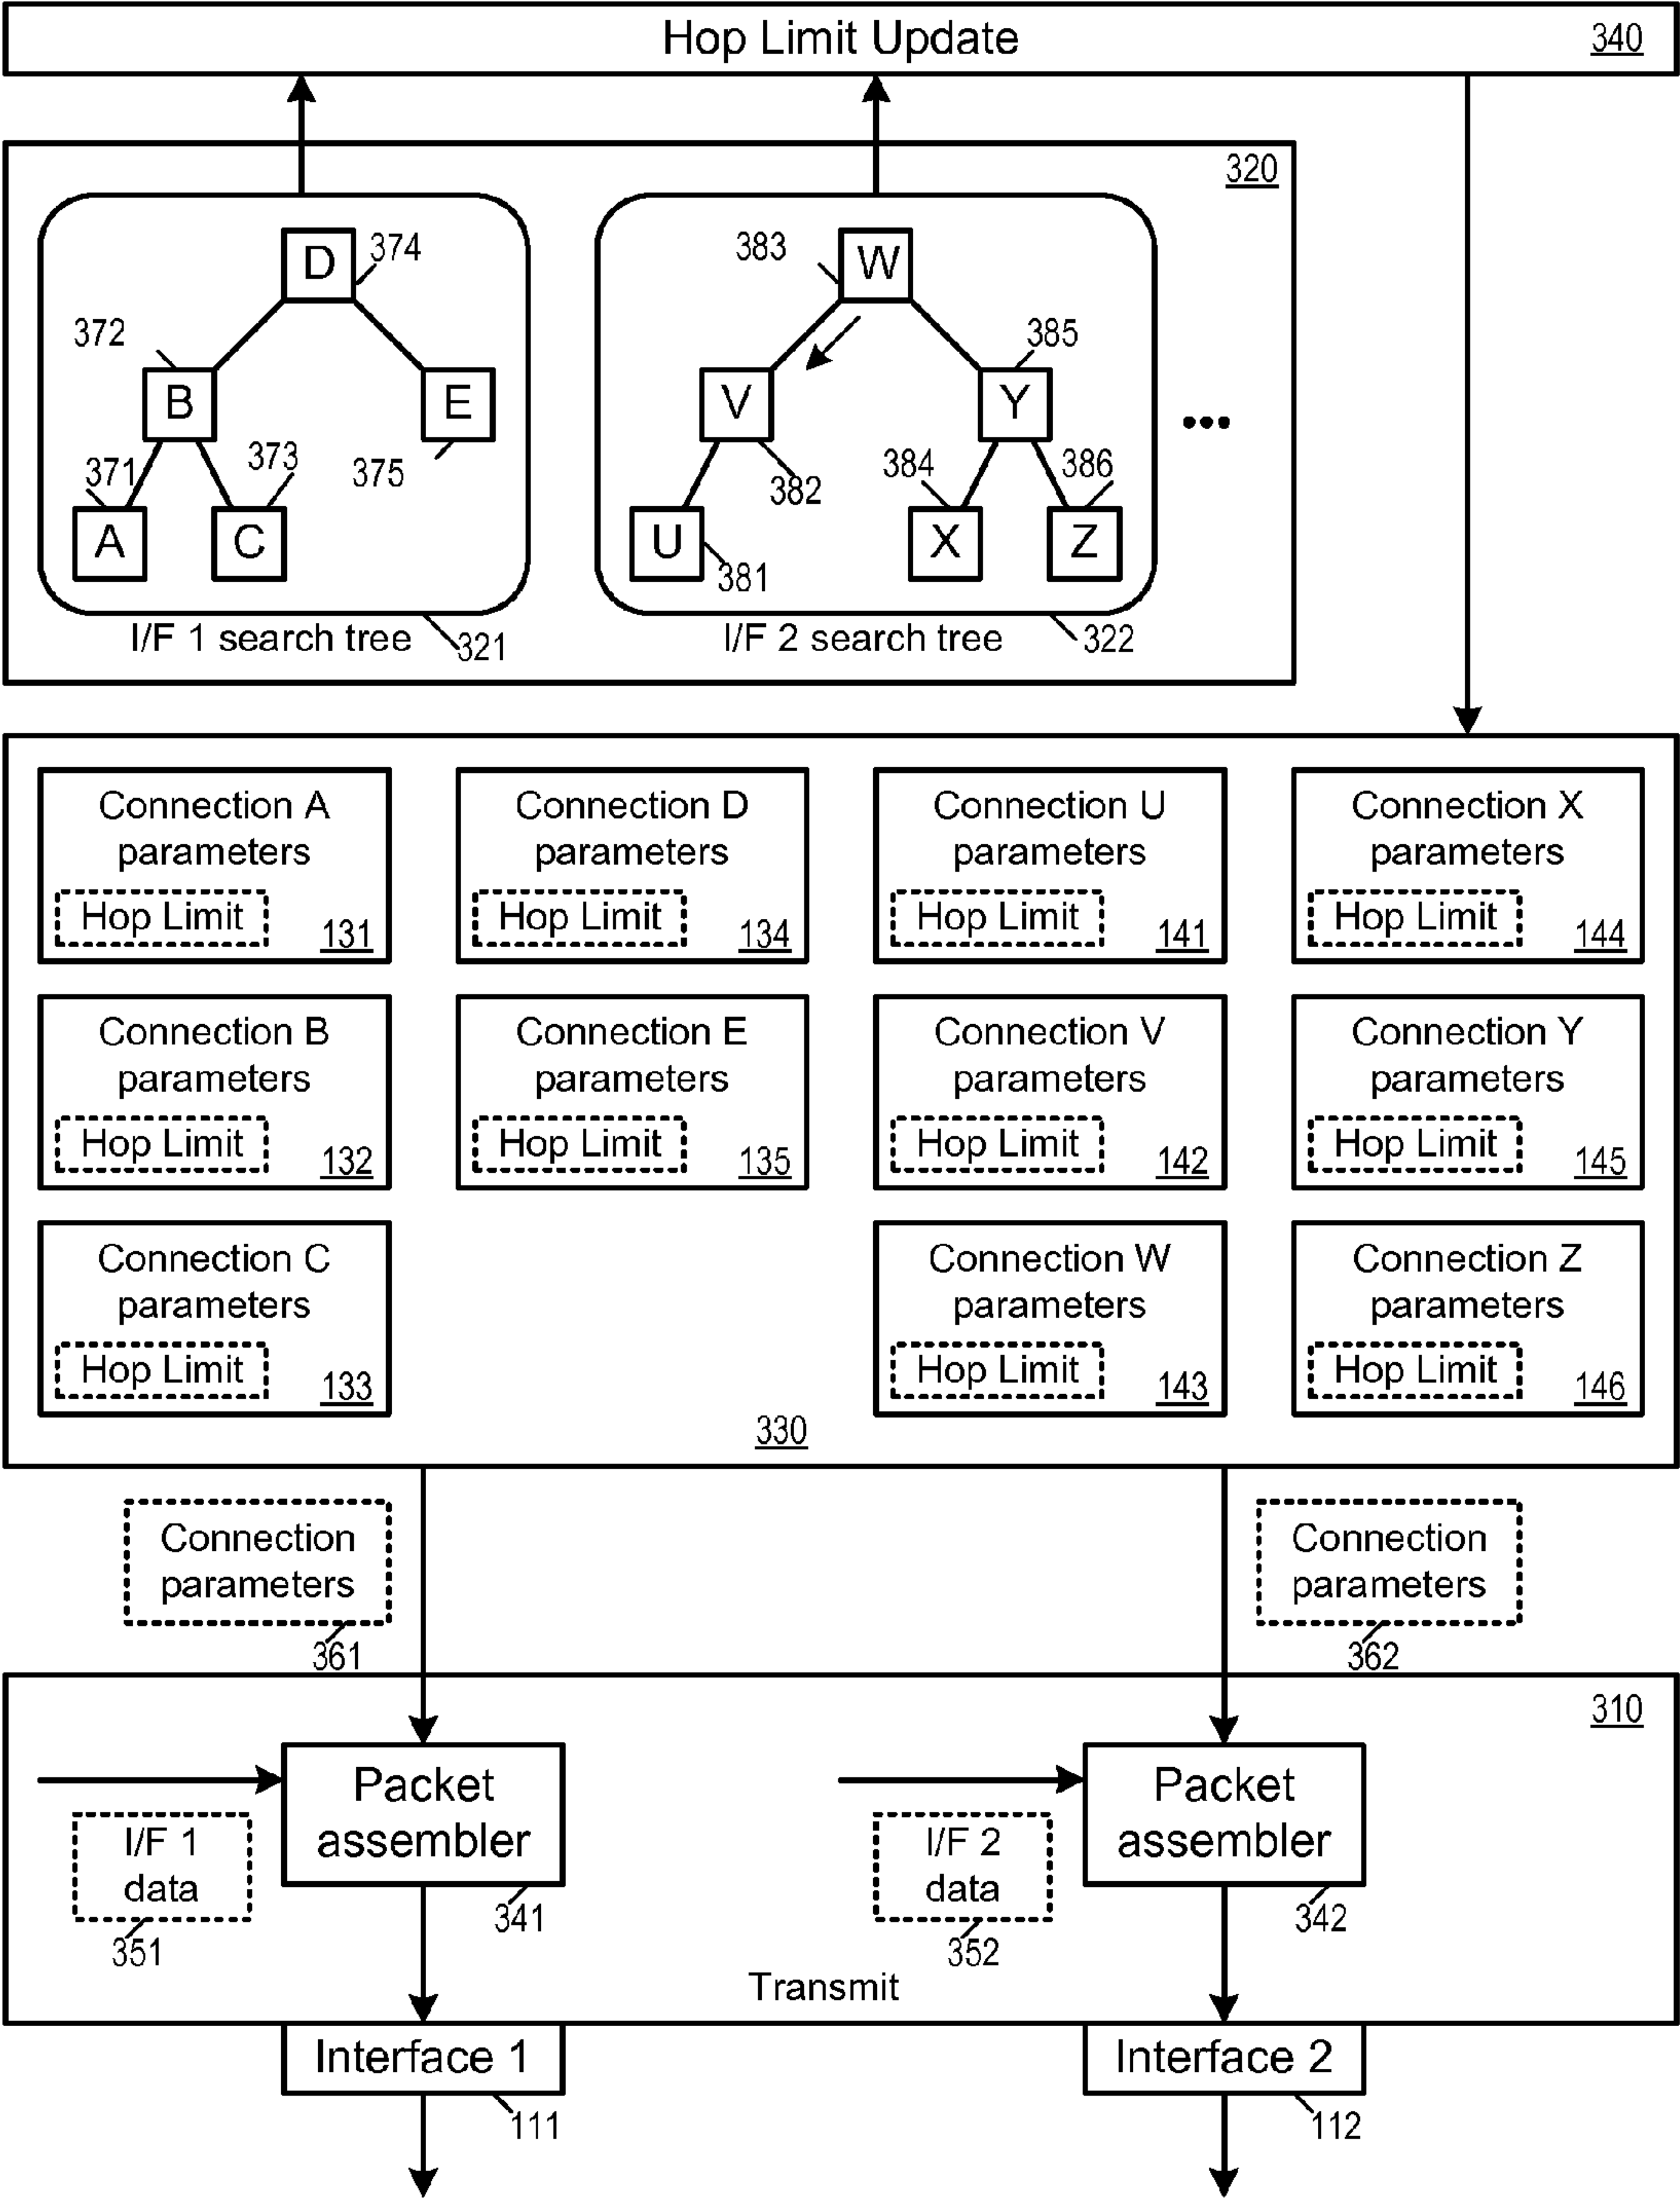 Hop Limit Update 340
320
D 374 383 W
372 385
B E V Y •••
371 373 375 382 384 386
A C U 381 X Z
I/F 1 search tree 321 I/F 2 search tree 322
Connection A
parameters
Hop Limit 131
Connection D
parameters
Hop Limit 134
Connection U
parameters
Hop Limit 141
Connection X
parameters
Hop Limit 144
Connection B
parameters
Hop Limit 132
Connection E
parameters
Hop Limit 135
Connection V
parameters
Hop Limit 142
Connection Y
parameters
Hop Limit 145
Connection C
parameters
Hop Limit 133
Connection W
parameters
Hop Limit 143
Connection Z
parameters
Hop Limit 146
330
Connection
parameters
361
Connection
parameters
362
310
Packet
assembler
341
I/F 1
data
351
Packet
assembler
342
I/F 2
data
352
Transmit
Interface 1
111
Interface 2
112